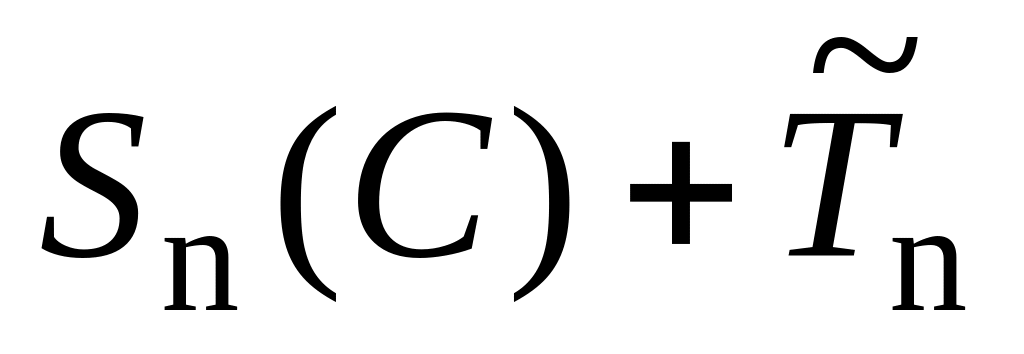 Sₙ(C) + T̃ₙ